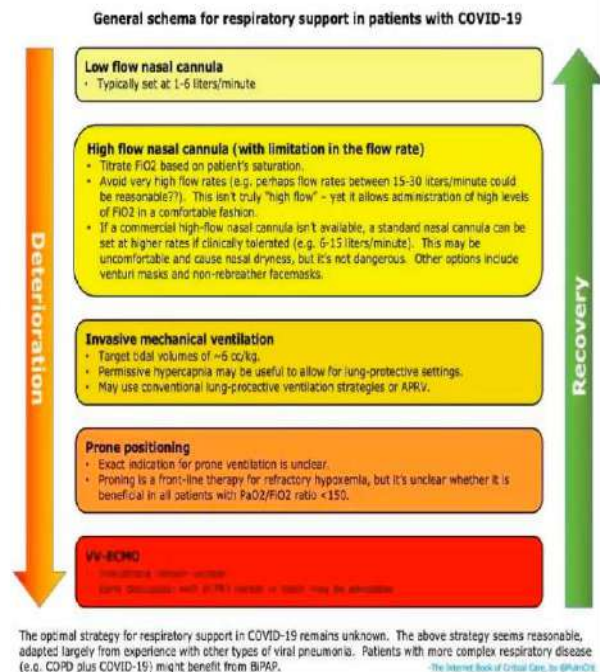 General schema for respiratory support in patients with COVID-19
Low flow nasal cannula
• Typically set at 1-6 liters/minute
High flow nasal cannula (with limitation in the flow rate)
• Titrate FiO2 based on patient's saturation.
• Avoid very high flow rates (e.g. perhaps flow rates between 15-30 liters/minute could
be reasonable??). This isn't truly "high flow" – yet it allows administration of high levels
of FiO2 in a comfortable fashion.
• If a commercial high-flow nasal cannula isn't available, a standard nasal cannula can be
set at higher rates if clinically tolerated (e.g. 6-15 liters/minute). This may be
uncomfortable and cause nasal dryness, but it's not dangerous. Other options include
venturi masks and non-rebreather facemasks.
Deterioration
Recovery
Invasive mechanical ventilation
• Target tidal volumes of ~6 cc/kg.
• Permissive hypercapnia may be useful to allow for lung-protective settings.
• May use conventional lung-protective ventilation strategies or APRV.
Prone positioning
• Exact indication for prone ventilation is unclear.
• Proning is a front-line therapy for refractory hypoxemia, but it's unclear whether it is
beneficial in all patients with PaO2/FiO2 ratio <150.
VV-ECMO
The optimal strategy for respiratory support in COVID-19 remains unknown. The above strategy seems reasonable,
adapted largely from experience with other types of viral pneumonia. Patients with more complex respiratory disease
(e.g. COPD plus COVID-19) might benefit from BiPAP.
-The Internet Book of Critical Care, by @PulmCrit